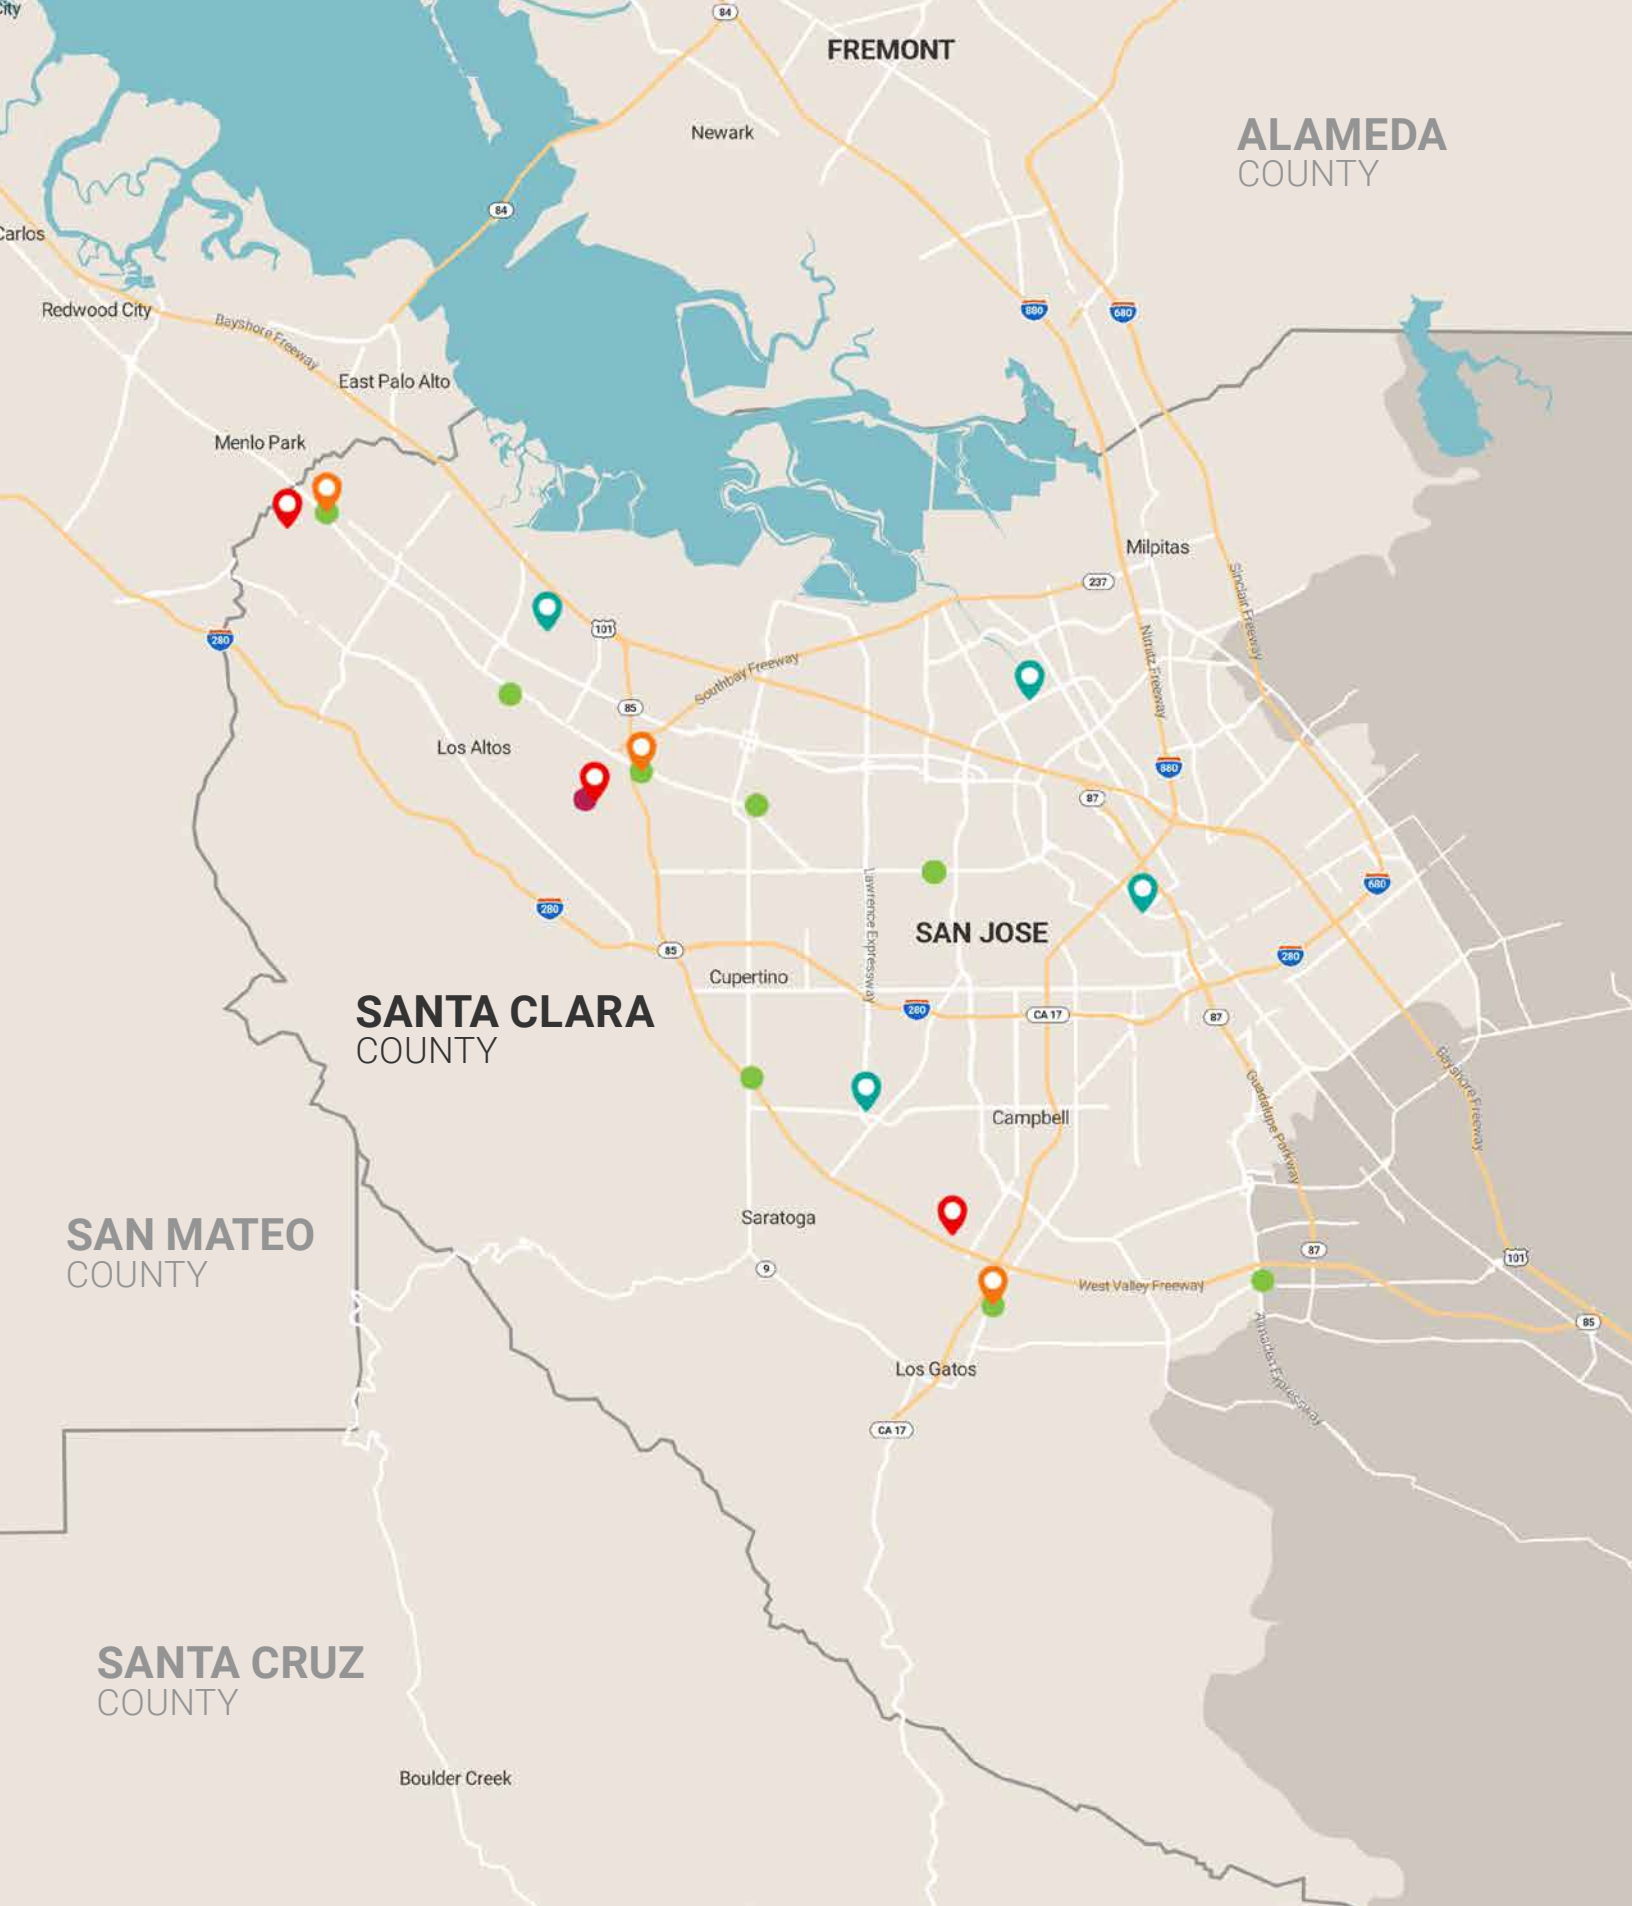 City
84
FREMONT
Newark
ALAMEDA
COUNTY
84
Carlos
Redwood City
Bayshore Freeway
880
680
East Palo Alto
Menlo Park
Milpitas
237
Sinclair Freeway
280
101
Nimitz Freeway
Southbay Freeway
85
Los Altos
880
87
680
Lawrence Expressway
280
SAN JOSE
85
280
Cupertino
SANTA CLARA
COUNTY
280
CA 17
87
Bayshore Freeway
Guadalupe Parkway
Campbell
SAN MATEO
COUNTY
Saratoga
87
101
9
West Valley Freeway
85
Almaden Expressway
Los Gatos
CA 17
SANTA CRUZ
COUNTY
Boulder Creek